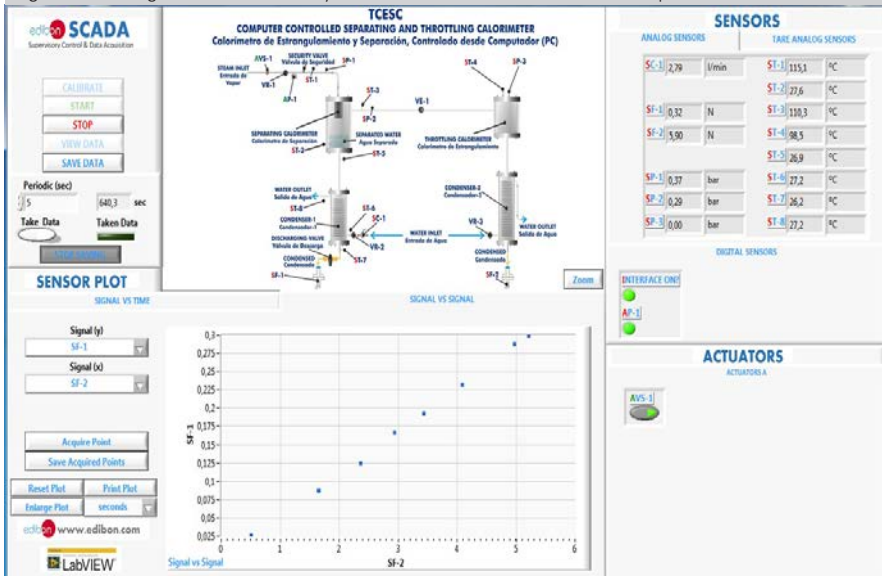 edibon SCADA
Supervisory Control & Data Acquisition
CALIBRATE
START
STOP
VIEW DATA
SAVE DATA
Periodic (sec)
5 640,3 sec
Take Data Taken Data
TCESC
COMPUTER CONTROLLED SEPARATING AND THROTTLING CALORIMETER
Calorímetro de Estrangulamiento y Separación, Controlado desde Computador (PC)
AVS-1
SECURITY VALVE
Válvula de Seguridad
SP-1
STEAM INLET
Entrada de
Vapor
VR-1
AP-1
ST-1
ST-3
SP-2
VE-1
ST-4
SP-3
SEPARATING CALORIMETER
Calorímetro de Separación
SEPARATED WATER
Agua Separada
THROTTLING CALORIMETER
Calorímetro de Estrangulamiento
ST-2
ST-5
WATER OUTLET
Salida de Agua
ST-8
ST-6
SC-1
CONDENSER-1
Condensador-1
DISCHARGING VALVE
Válvula de Descarga
VR-2
ST-7
CONDENSED
Condensado
SF-1
WATER INLET
Entrada de Agua
CONDENSER-2
Condensador-2
VR-3
WATER OUTLET
Salida de Agua
CONDENSED
Condensado
SF-2
Zoom
SENSORS
ANALOG SENSORS TARE ANALOG SENSORS
SC-1 2,79 l/min ST-1 115,1 ºC
ST-2 27,6 ºC
SF-1 0,32 N ST-3 110,3 ºC
SF-2 5,90 N ST-4 98,5 ºC
ST-5 26,9 ºC
SP-1 0,37 bar ST-6 27,2 ºC
SP-2 0,29 bar ST-7 26,2 ºC
SP-3 0,00 bar ST-8 27,2 ºC
DIGITAL SENSORS
INTERFACE ON?
AP-1
ACTUATORS
ACTUATORS A
AVS-1
SENSOR PLOT
SIGNAL VS TIME SIGNAL VS SIGNAL
Signal (y)
SF-1
Signal (x)
SF-2
Acquire Point
Save Acquired Points
Reset Plot Print Plot
Enlarge Plot seconds
edibon www.edibon.com
LabVIEW
0,3
0,275
0,25
0,225
0,2
0,175
0,15
0,125
0,1
0,075
0,05
0,025
SF-1
0 1 2 3 4 5 6
Signal vs Signal SF-2